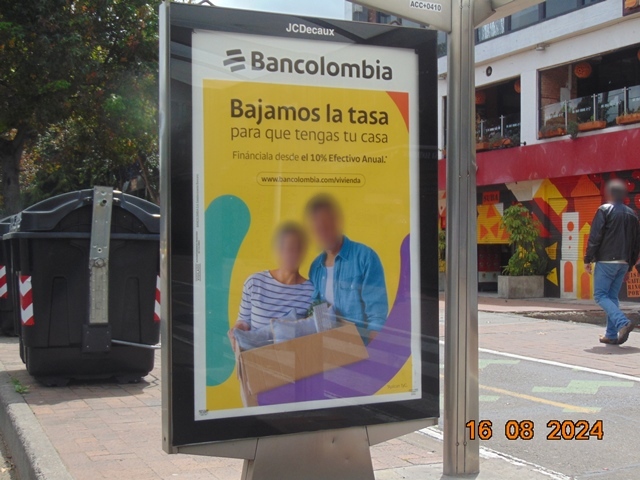 ACC+0410
JCDecaux
Bancolombia
Bajamos la tasa
para que tengas tu casa
Finánciala desde el 10% Efectivo Anual.*
www.bancolombia.com/vivienda
16 08 2024